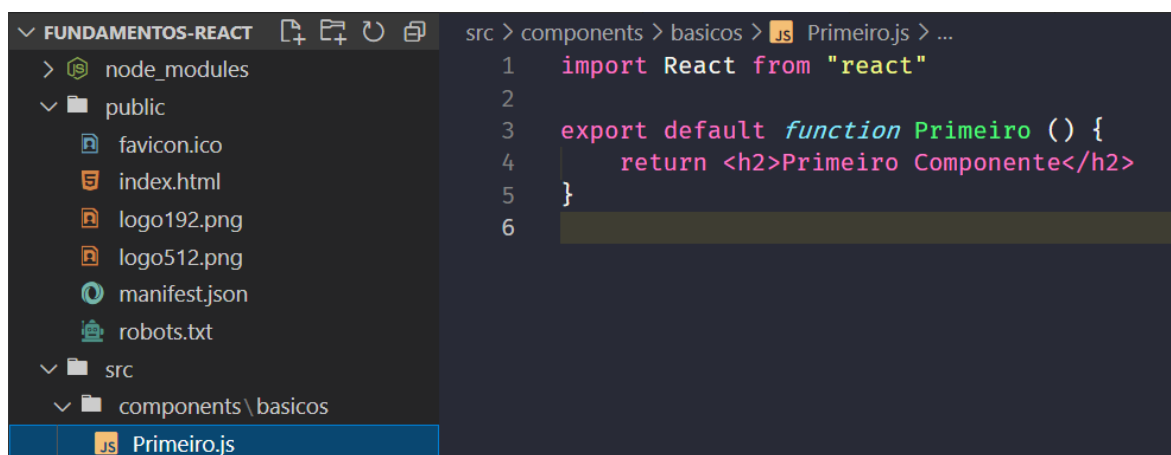 FUNDAMENTOS-REACT
node_modules
public
favicon.ico
index.html
logo192.png
logo512.png
manifest.json
robots.txt
src
components\basicos
JS Primeiro.js
src > components > basicos > JS Primeiro.js > ...
1 import React from "react"
2
3 export default function Primeiro () {
4 return <h2>Primeiro Componente</h2>
5 }
6